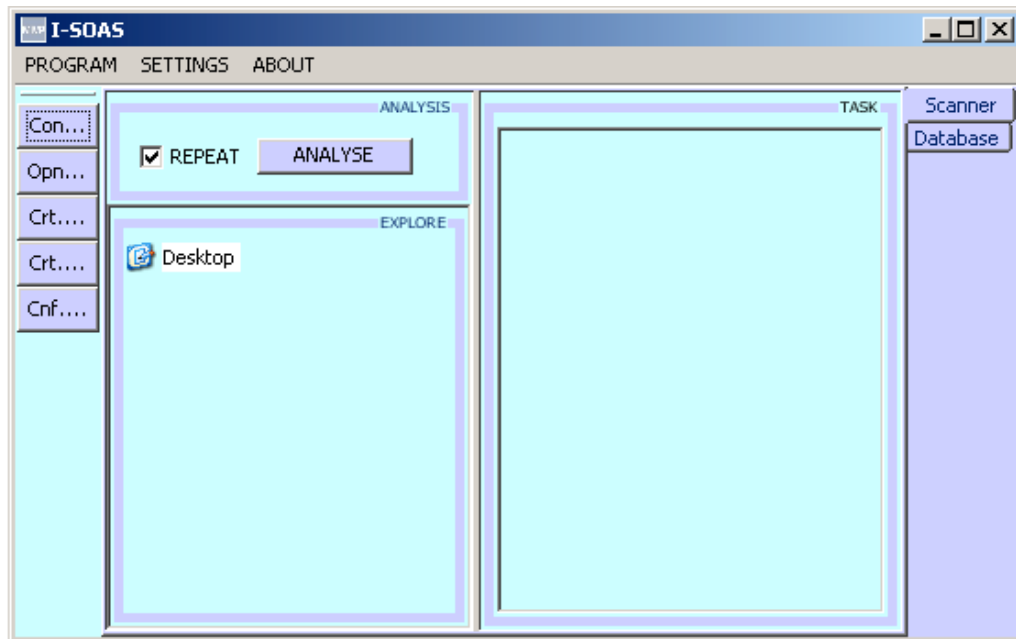 I-SOAS
PROGRAM SETTINGS ABOUT
Con...
Opn...
Crt....
Crt....
Cnf....
ANALYSIS
REPEAT ANALYSE
EXPLORE
Desktop
TASK
Scanner
Database